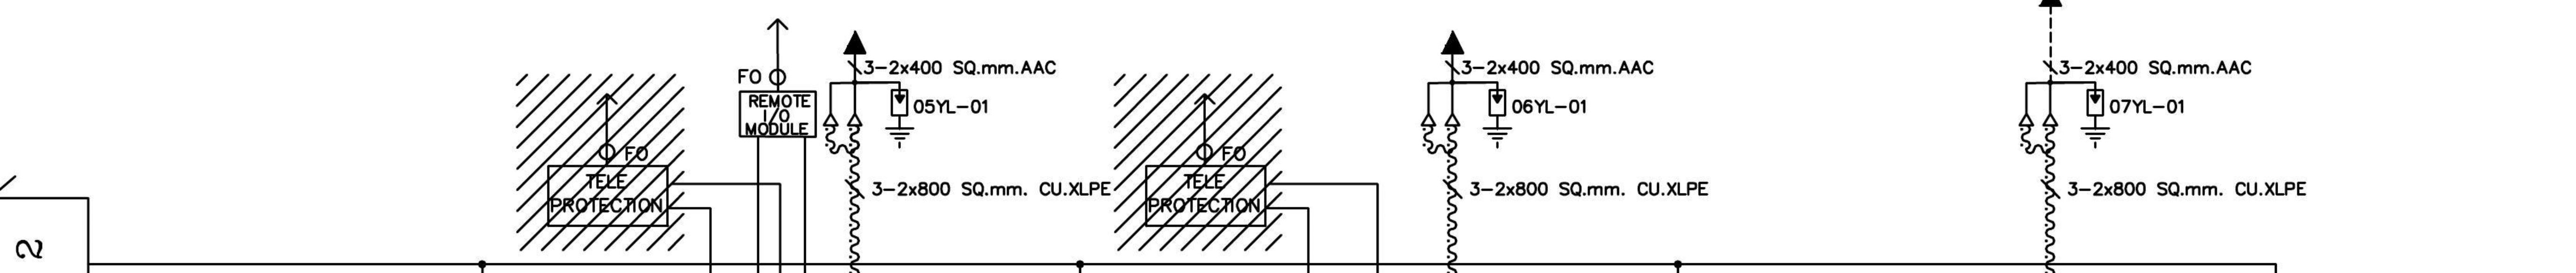 3-2x400 SQ.mm.AAC
3-2x400 SQ.mm.AAC
3-2x400 SQ.mm.AAC
FO
REMOTE
I/O
MODULE
05YL-01
06YL-01
07YL-01
FO
FO
TELE
PROTECTION
3-2x800 SQ.mm. CU.XLPE
TELE
PROTECTION
3-2x800 SQ.mm. CU.XLPE
3-2x800 SQ.mm. CU.XLPE
2